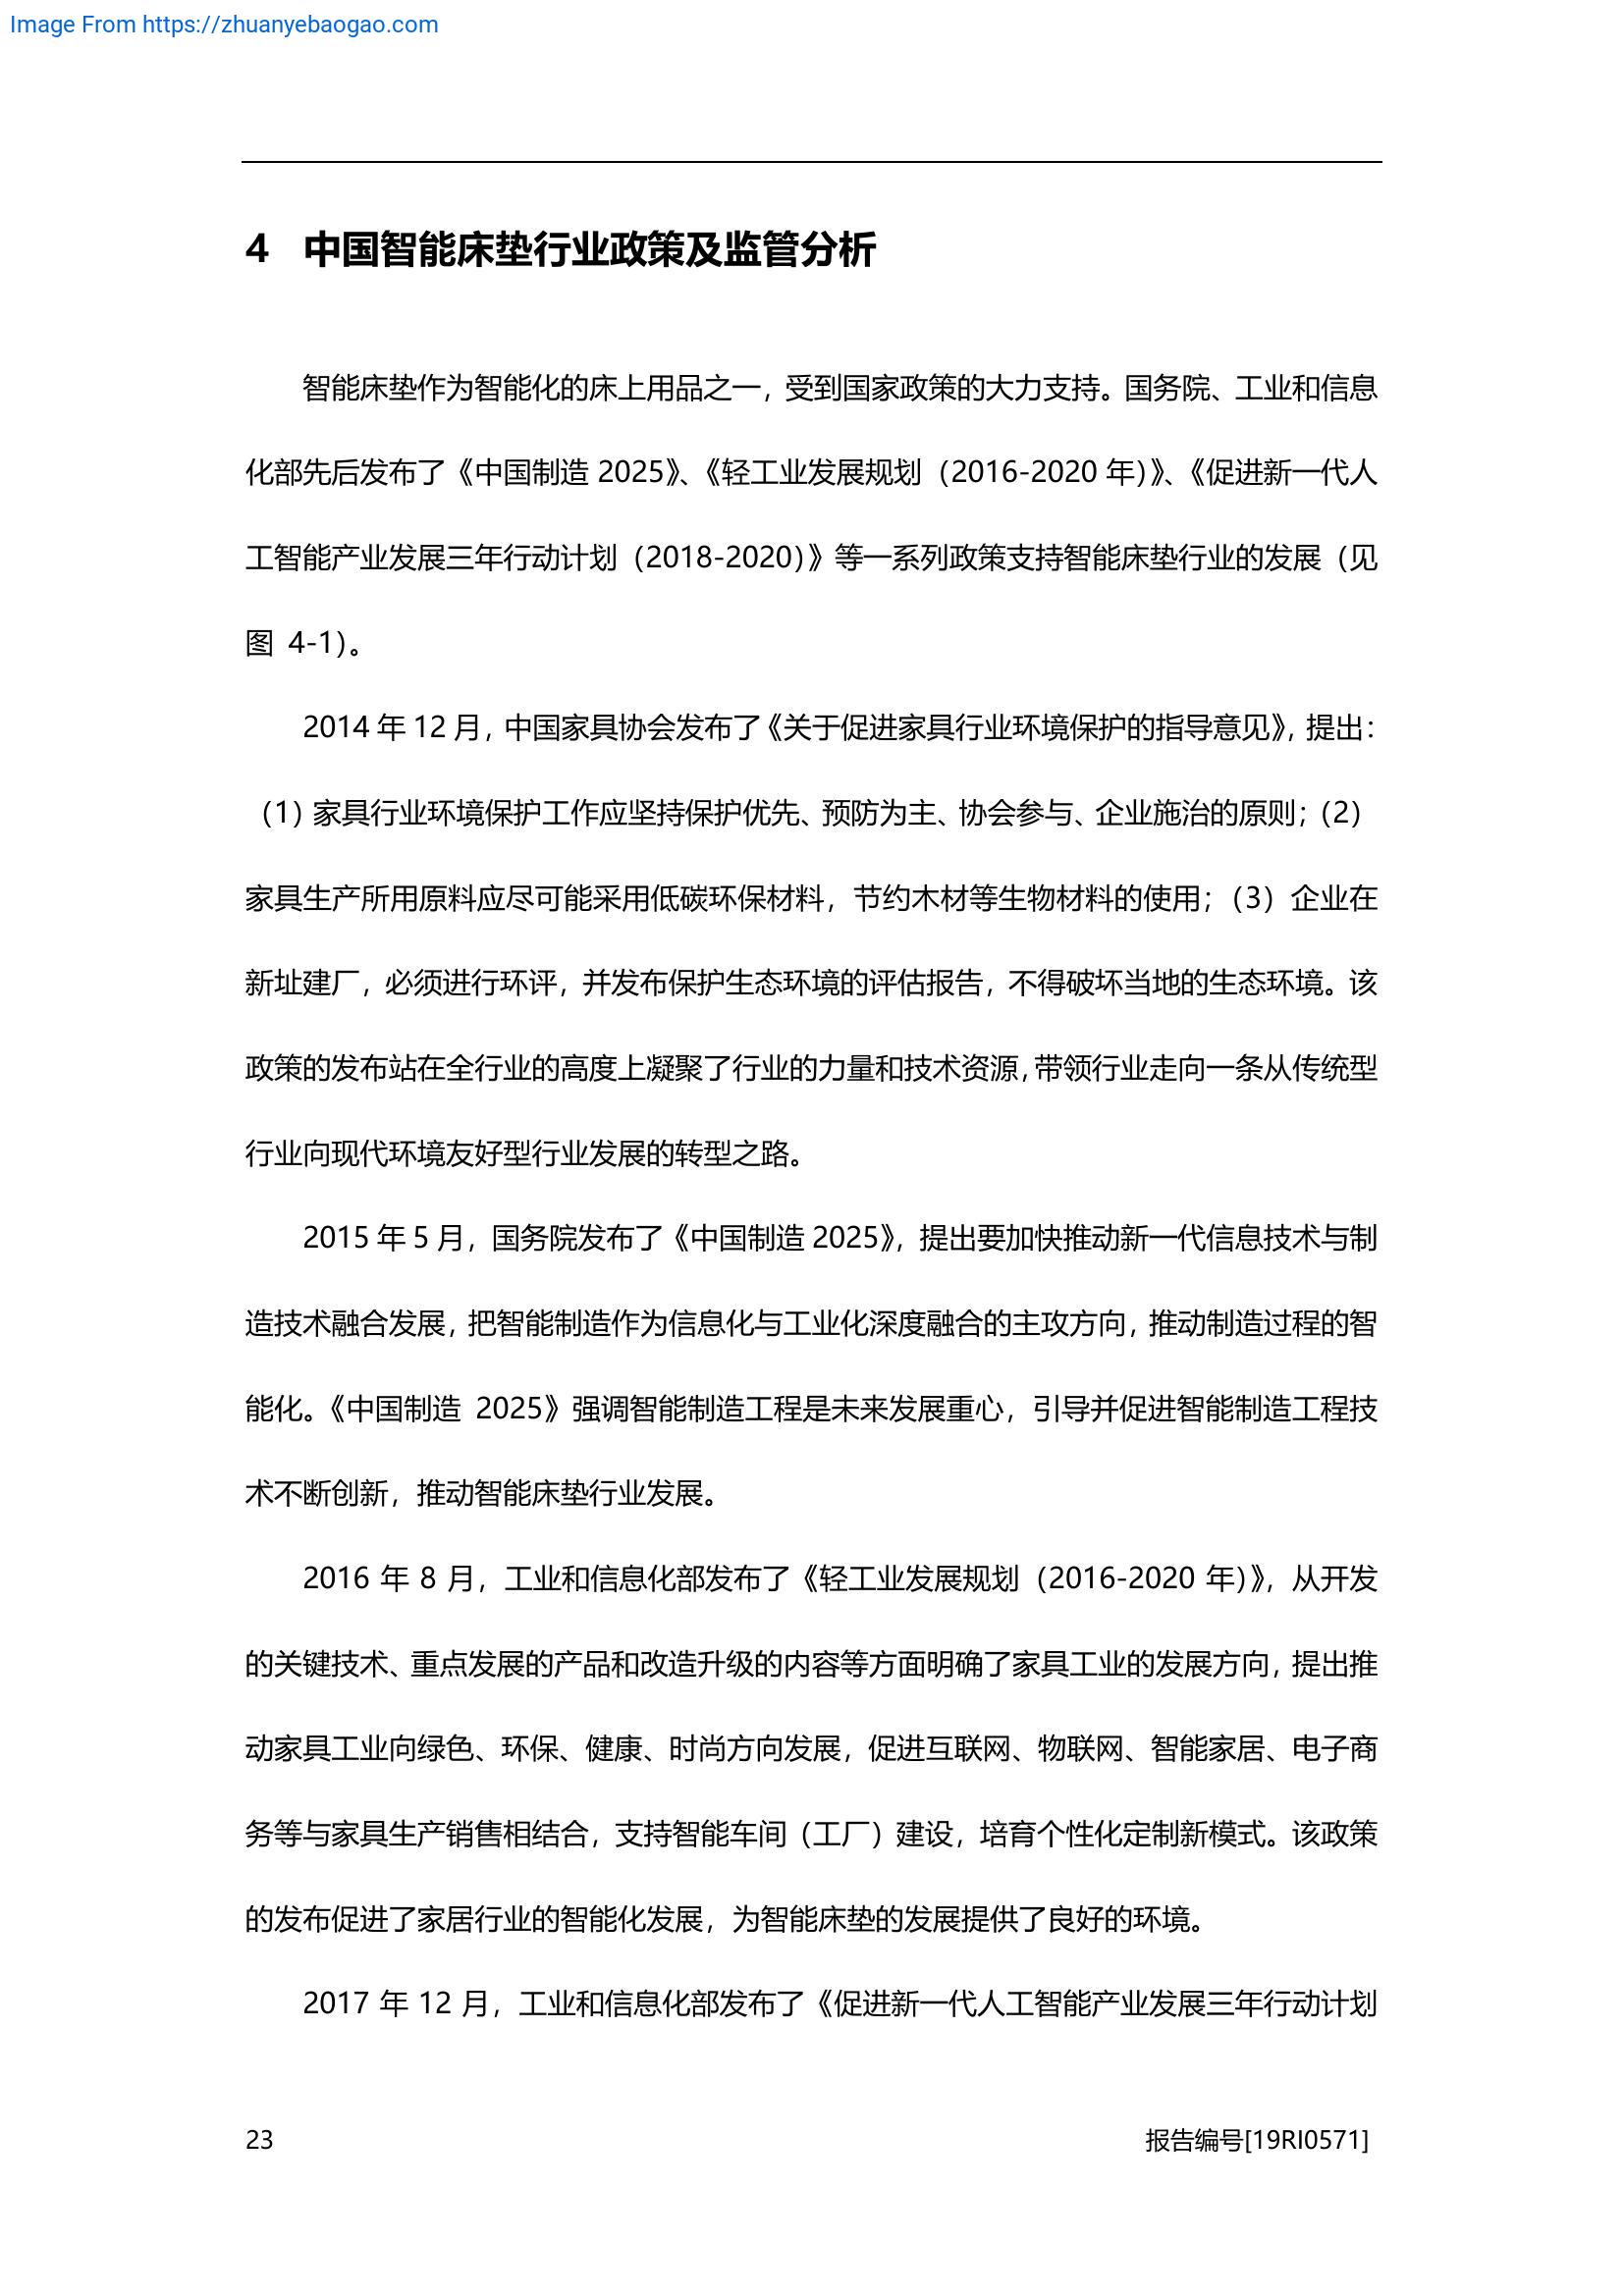 Image From https://zhuanyebaogao.com
4 中国智能床垫行业政策及监管分析
智能床垫作为智能化的床上用品之一，受到国家政策的大力支持。国务院、工业和信息
化部先后发布了《中国制造 2025》、《轻工业发展规划（2016-2020 年）》、《促进新一代人
工智能产业发展三年行动计划（2018-2020）》等一系列政策支持智能床垫行业的发展（见
图 4-1）。
2014 年 12 月，中国家具协会发布了《关于促进家具行业环境保护的指导意见》，提出：
（1）家具行业环境保护工作应坚持保护优先、预防为主、协会参与、企业施治的原则；（2）
家具生产所用原料应尽可能采用低碳环保材料，节约木材等生物材料的使用；（3）企业在
新址建厂，必须进行环评，并发布保护生态环境的评估报告，不得破坏当地的生态环境。该
政策的发布站在全行业的高度上凝聚了行业的力量和技术资源，带领行业走向一条从传统型
行业向现代环境友好型行业发展的转型之路。
2015 年 5 月，国务院发布了《中国制造 2025》，提出要加快推动新一代信息技术与制
造技术融合发展，把智能制造作为信息化与工业化深度融合的主攻方向，推动制造过程的智
能化。《中国制造 2025》强调智能制造工程是未来发展重心，引导并促进智能制造工程技
术不断创新，推动智能床垫行业发展。
2016 年 8 月，工业和信息化部发布了《轻工业发展规划（2016-2020 年）》，从开发
的关键技术、重点发展的产品和改造升级的内容等方面明确了家具工业的发展方向，提出推
动家具工业向绿色、环保、健康、时尚方向发展，促进互联网、物联网、智能家居、电子商
务等与家具生产销售相结合，支持智能车间（工厂）建设，培育个性化定制新模式。该政策
的发布促进了家居行业的智能化发展，为智能床垫的发展提供了良好的环境。
2017 年 12 月，工业和信息化部发布了《促进新一代人工智能产业发展三年行动计划
23 报告编号[19RI0571]